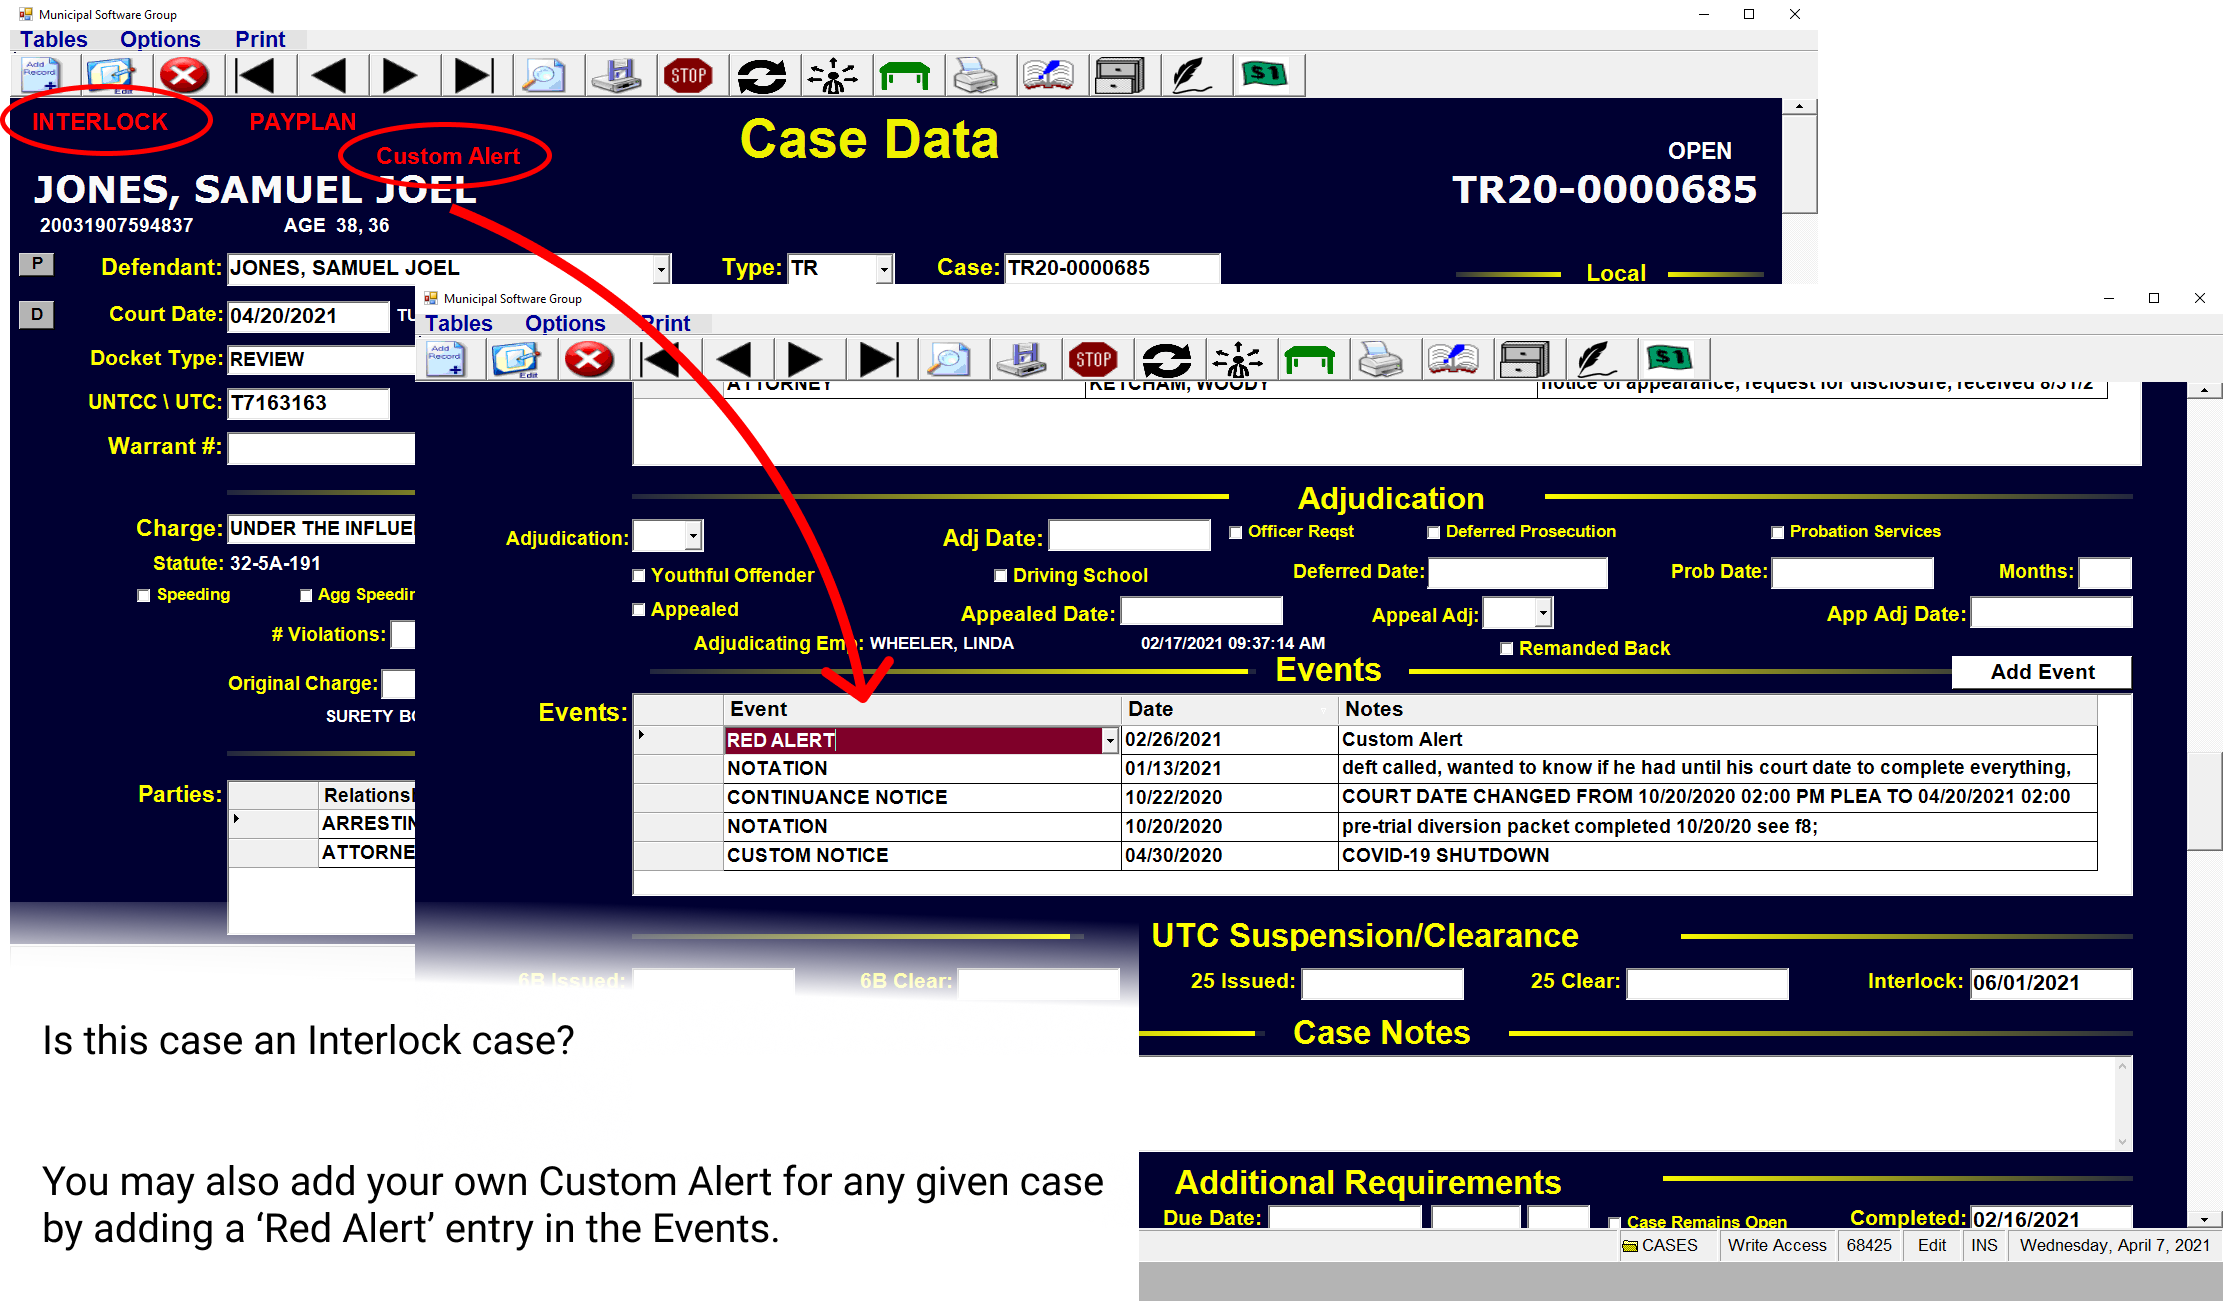 Municipal Software Group
Tables Options Print
Add Record Edit STOP $1
INTERLOCK PAYPLAN
Custom Alert
Case Data
OPEN
JONES, SAMUEL JOEL
TR20-0000685
20031907594837 AGE 38, 36
P Defendant: JONES, SAMUEL JOEL Type: TR Case: TR20-0000685
Local
D Court Date: 04/20/2021 TU
Docket Type: REVIEW
UNTCC \ UTC: T7163163
Warrant #:
Charge: UNDER THE INFLUE
Statute: 32-5A-191
Speeding Agg Speedin
# Violations:
Original Charge:
SURETY BO
Parties:
Relations
ARRESTIN
ATTORNE
Municipal Software Group
Tables Options Print
Add Record Edit STOP $1
ATTORNEY KETCHAM, WOODY notice of appearance, request for disclosure, received 8/31/2
Adjudication
Adjudication: Adj Date: Officer Reqst Deferred Prosecution Probation Services
Youthful Offender Driving School Deferred Date: Prob Date: Months:
Appealed Appealed Date: Appeal Adj: App Adj Date:
Adjudicating Emp: WHEELER, LINDA 02/17/2021 09:37:14 AM Remanded Back
Events
Add Event
Events:
Event Date Notes
RED ALERT 02/26/2021 Custom Alert
NOTATION 01/13/2021 deft called, wanted to know if he had until his court date to complete everything,
CONTINUANCE NOTICE 10/22/2020 COURT DATE CHANGED FROM 10/20/2020 02:00 PM PLEA TO 04/20/2021 02:00
NOTATION 10/20/2020 pre-trial diversion packet completed 10/20/20 see f8;
CUSTOM NOTICE 04/30/2020 COVID-19 SHUTDOWN
UTC Suspension/Clearance
6B Issued: 6B Clear: 25 Issued: 25 Clear: Interlock: 06/01/2021
Case Notes
Additional Requirements
Due Date: Case Remains Open Completed: 02/16/2021
CASES Write Access 68425 Edit INS Wednesday, April 7, 2021
Is this case an Interlock case?
You may also add your own Custom Alert for any given case
by adding a ‘Red Alert’ entry in the Events.